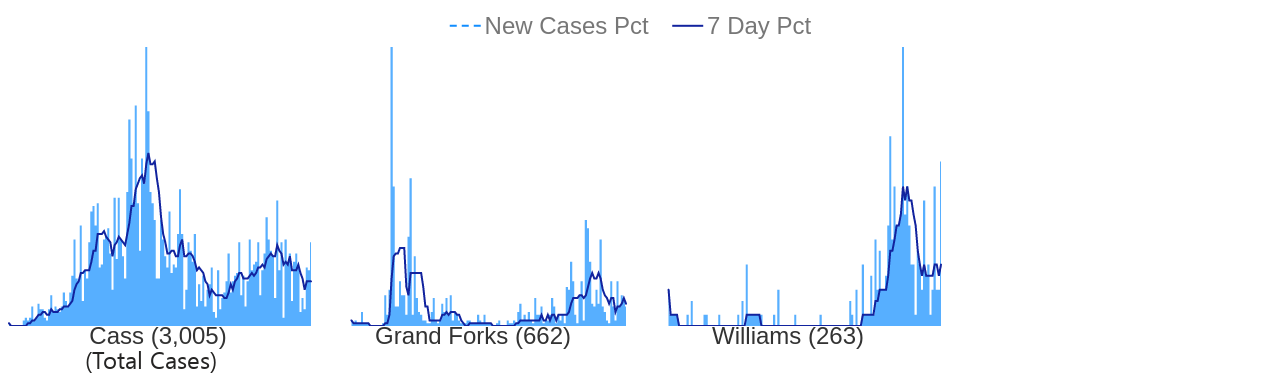 New Cases Pct 7 Day Pct
Cass (3,005) Grand Forks (662) Williams (263)
(Total Cases)